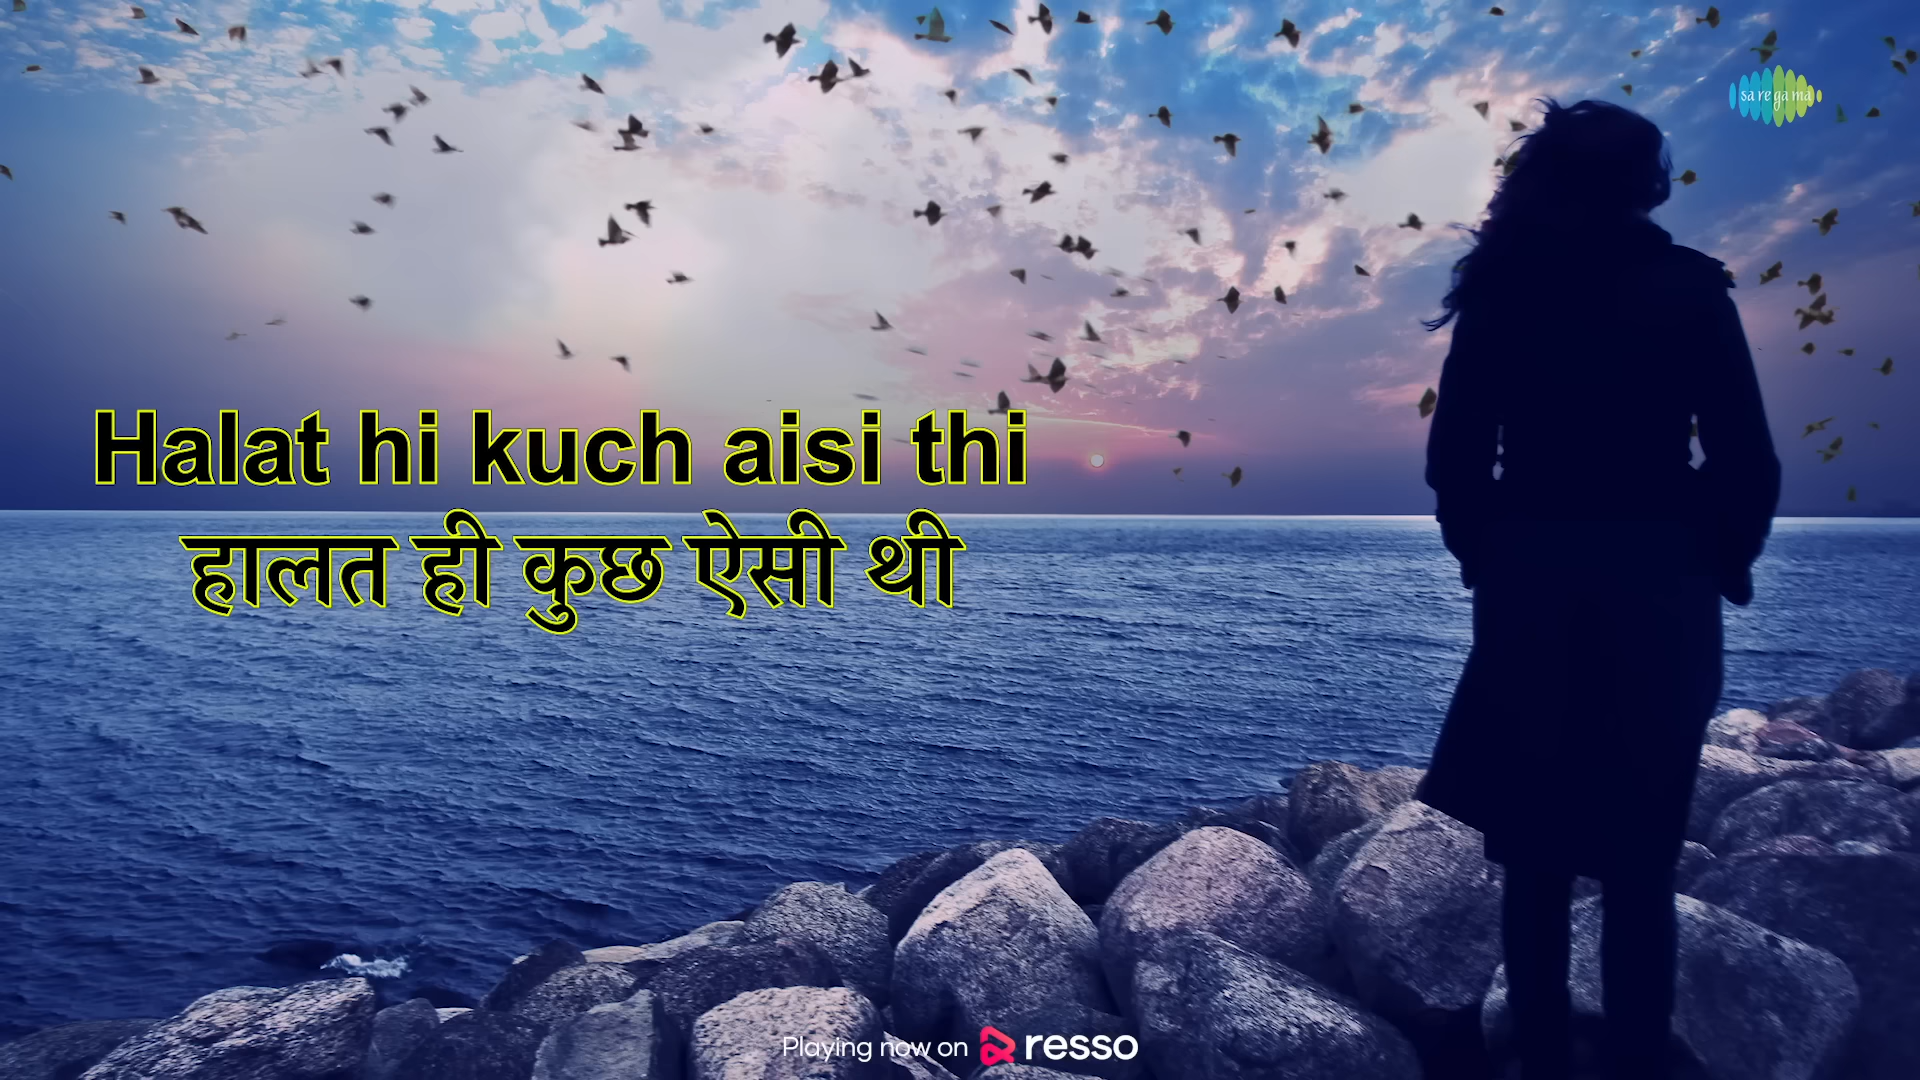 sa re ga ma
Halat hi kuch aisi thi
हालत ही कुछ ऐसी थी
Playing now on resso